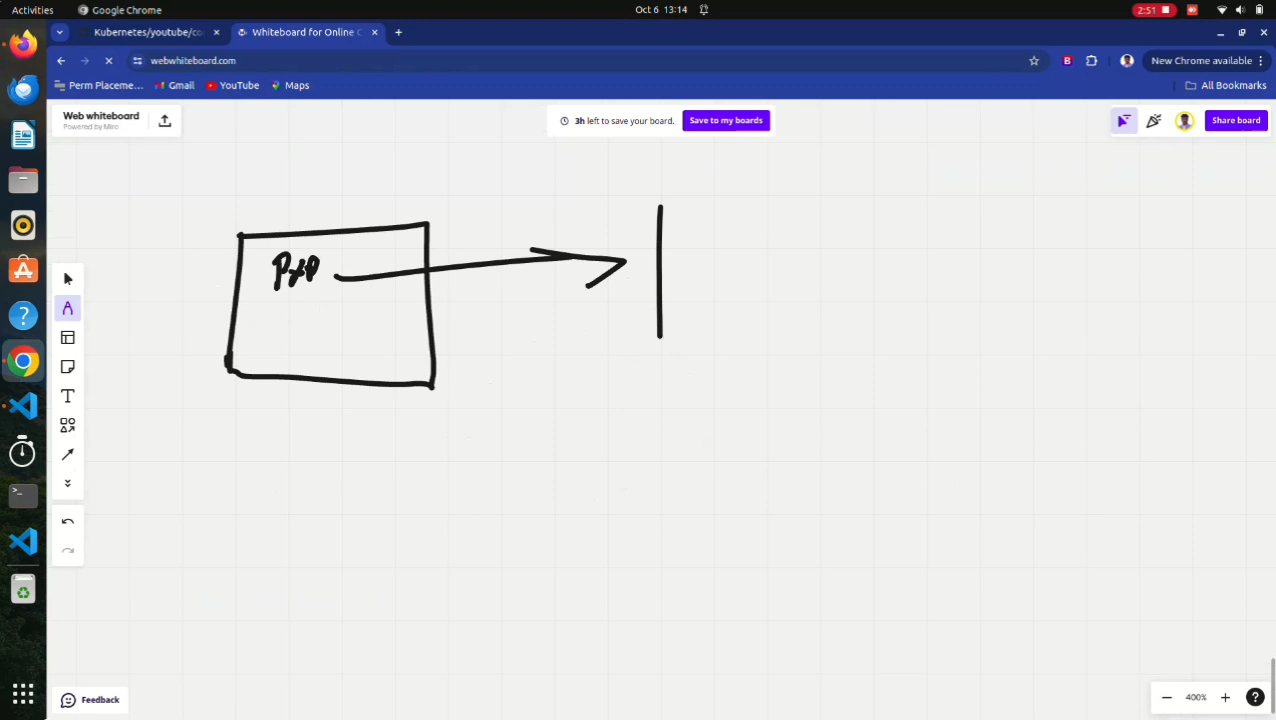 Activities
Google Chrome
Oct 6 13:14
2:51
Kubernetes/youtube/co
Whiteboard for Online C
webwhiteboard.com
New Chrome available
Perm Placeme...
Gmail
YouTube
Maps
All Bookmarks
Web whiteboard
Powered by Miro
3h left to save your board.
Save to my boards
Share board
Feedback
400%